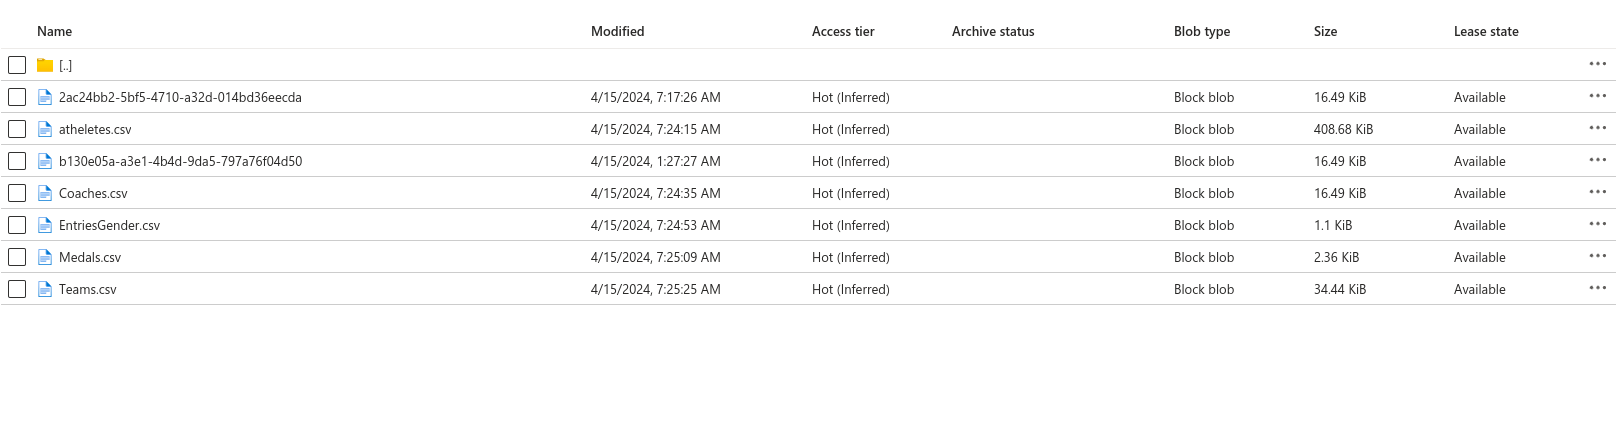 Name Modified Access tier Archive status Blob type Size Lease state
[..] •••
2ac24bb2-5bf5-4710-a32d-014bd36eecda 4/15/2024, 7:17:26 AM Hot (Inferred) Block blob 16.49 KiB Available •••
atheletes.csv 4/15/2024, 7:24:15 AM Hot (Inferred) Block blob 408.68 KiB Available •••
b130e05a-a3e1-4b4d-9da5-797a76f04d50 4/15/2024, 1:27:27 AM Hot (Inferred) Block blob 16.49 KiB Available •••
Coaches.csv 4/15/2024, 7:24:35 AM Hot (Inferred) Block blob 16.49 KiB Available •••
EntriesGender.csv 4/15/2024, 7:24:53 AM Hot (Inferred) Block blob 1.1 KiB Available •••
Medals.csv 4/15/2024, 7:25:09 AM Hot (Inferred) Block blob 2.36 KiB Available •••
Teams.csv 4/15/2024, 7:25:25 AM Hot (Inferred) Block blob 34.44 KiB Available •••